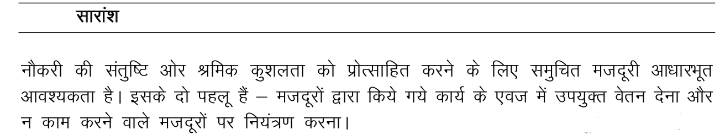 सारांश
नौकरी की संतुष्टि ओर श्रमिक कुशलता को प्रोत्साहित करने के लिए समुचित मजदूरी आधारभूत
आवश्यकता है। इसके दो पहलू हैं – मजदूरों द्वारा किये गये कार्य के एवज में उपयुक्त वेतन देना और
न काम करने वाले मजदूरों पर नियंत्रण करना।